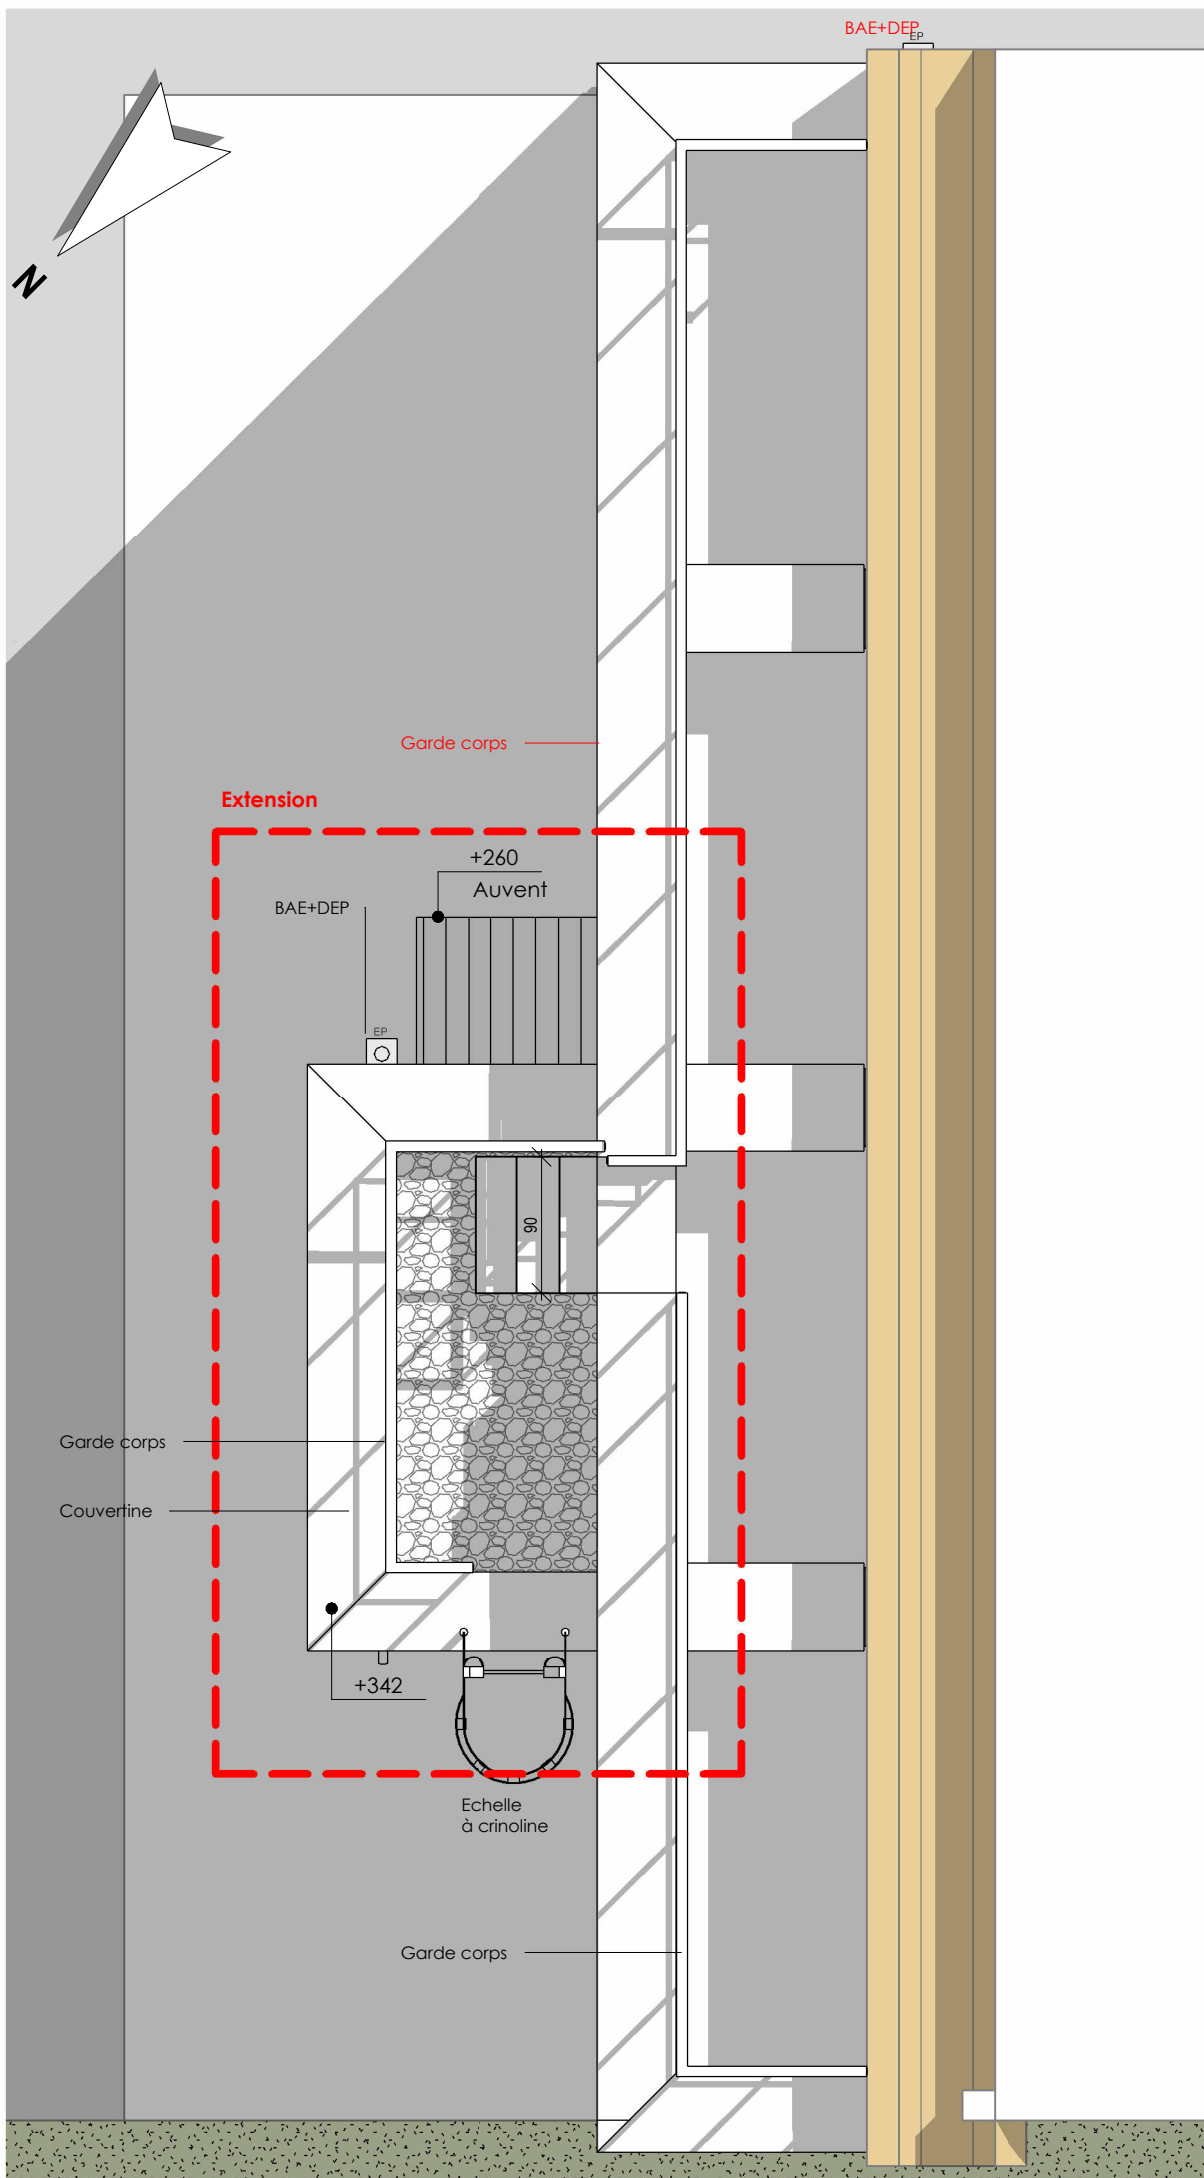 BAE+DEP
EP
N
Garde corps
Extension
+260
Auvent
BAE+DEP
EP
90
Garde corps
Couvertine
+342
Echelle
à crinoline
Garde corps